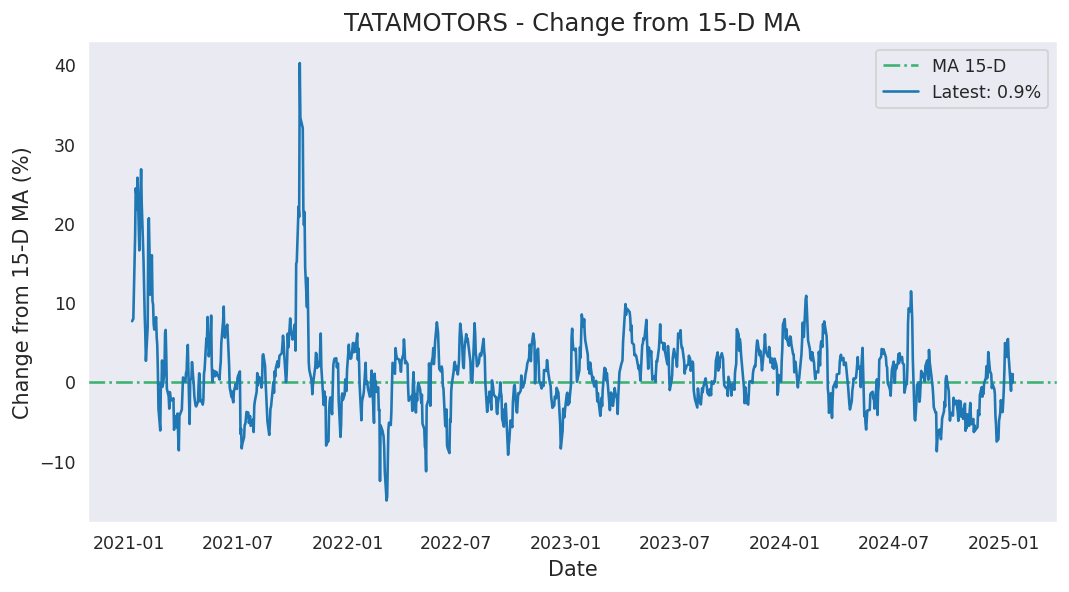 TATAMOTORS - Change from 15-D MA
MA 15-D
Latest: 0.9%
Change from 15-D MA (%)
40
30
20
10
0
−10
2021-01 2021-07 2022-01 2022-07 2023-01 2023-07 2024-01 2024-07 2025-01
Date